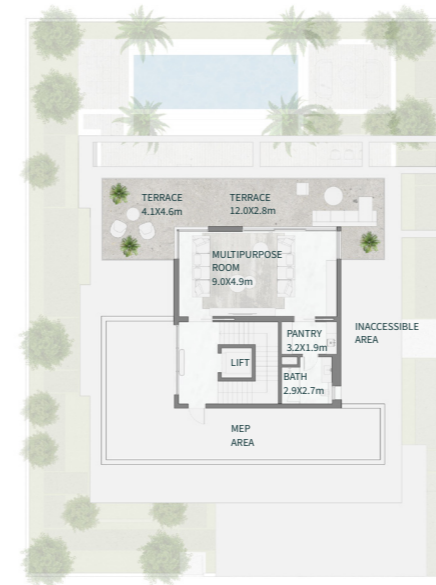 TERRACE
4.1X4.6m
TERRACE
12.0X2.8m
MULTIPURPOSE
ROOM
9.0X4.9m
PANTRY
3.2X1.9m
INACCESSIBLE
AREA
LIFT
BATH
2.9X2.7m
MEP
AREA